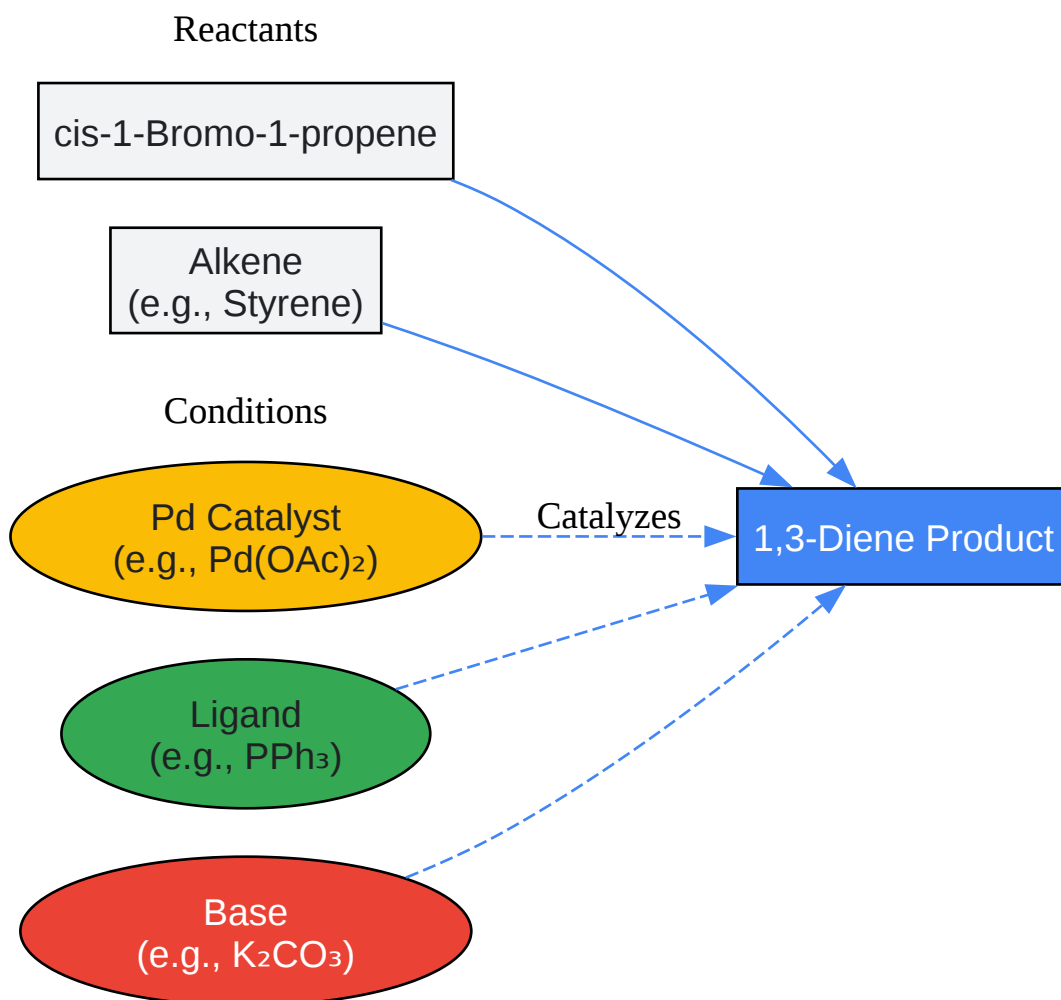 Reactants
cis-1-Bromo-1-propene
Alkene
(e.g., Styrene)
Conditions
Pd Catalyst
(e.g., Pd(OAc)₂)
Catalyzes
1,3-Diene Product
Ligand
(e.g., PPh₃)
Base
(e.g., K₂CO₃)